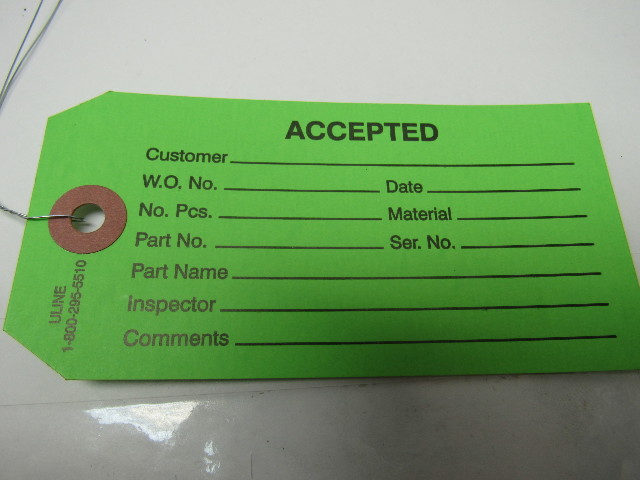 ACCEPTED
Customer
W.O. No. Date
No. Pcs. Material
Part No. Ser. No.
Part Name
Inspector
Comments
ULINE
1-800-295-5510